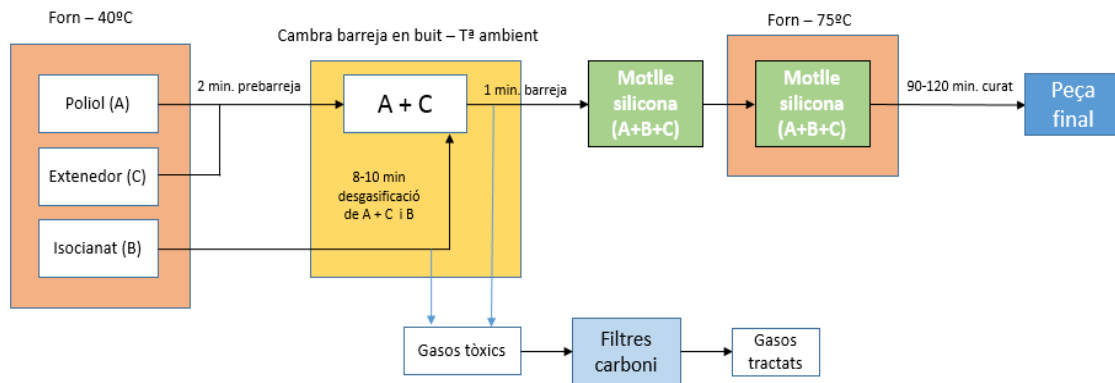 Forn – 40ºC
Cambra barreja en buit – Tª ambient
Forn – 75ºC
Poliol (A)
2 min. prebarreja
A + C
1 min. barreja
Motlle
silicona
(A+B+C)
Motlle
silicona
(A+B+C)
90-120 min. curat
Peça
final
Extenedor (C)
8-10 min
desgasificació
de A + C i B
Isocianat (B)
Gasos tòxics
Filtres
carboni
Gasos
tractats